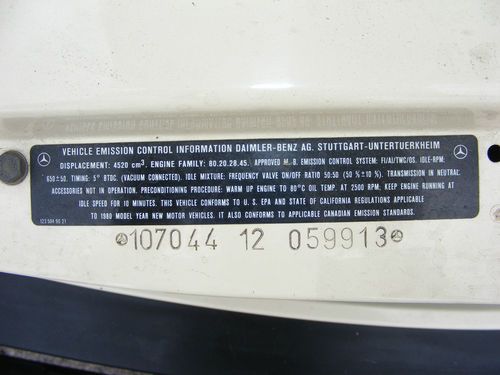 VEHICLE EMISSION CONTROL INFORMATION DAIMLER-BENZ AG. STUTTGART-UNTERTUERKHEIM
DISPLACEMENT: 4520 cm³. ENGINE FAMILY: 80.20.28.45. APPROVED M.-B. EMISSION CONTROL SYSTEM: FI/AI/TWC/OS. IDLE-RPM:
650±50. TIMING: 5° BTDC. (VACUUM CONNECTED). IDLE MIXTURE: FREQUENCY VALVE ON/OFF RATIO 50:50 (50 %±10 %). TRANSMISSION IN NEUTRAL.
ACCESSORIES NOT IN OPERATION. PRECONDITIONING PROCEDURE: WARM UP ENGINE TO 80°C OIL TEMP. AT 2500 RPM. KEEP ENGINE RUNNING AT
IDLE SPEED FOR 10 MINUTES. THIS VEHICLE CONFORMS TO U. S. EPA AND STATE OF CALIFORNIA REGULATIONS APPLICABLE
TO 1980 MODEL YEAR NEW MOTOR VEHICLES. IT ALSO CONFORMS TO APPLICABLE CANADIAN EMISSION STANDARDS.
107044 12 059913